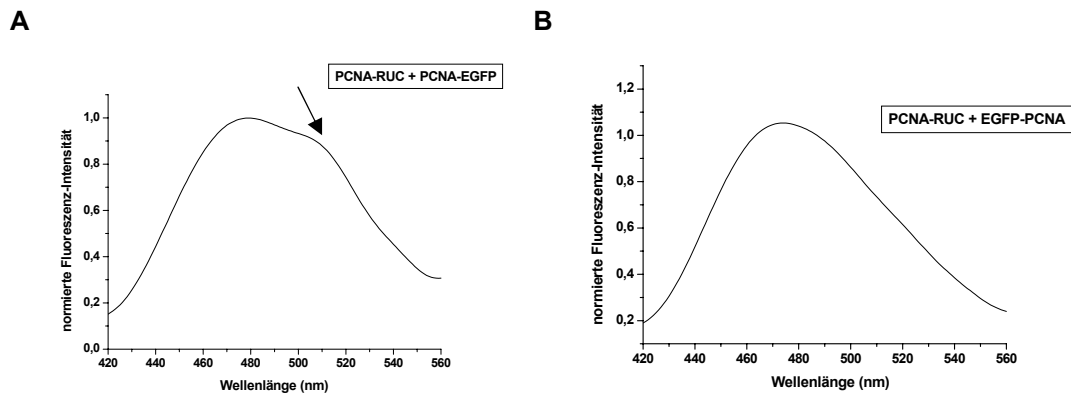 A
PCNA-RUC + PCNA-EGFP
normierte Fluoreszenz-Intensität
1,0
0,8
0,6
0,4
0,2
0,0
420 440 460 480 500 520 540 560
Wellenlänge (nm)
B
PCNA-RUC + EGFP-PCNA
normierte Fluoreszenz-Intensität
1,2
1,0
0,8
0,6
0,4
0,2
420 440 460 480 500 520 540 560
Wellenlänge (nm)